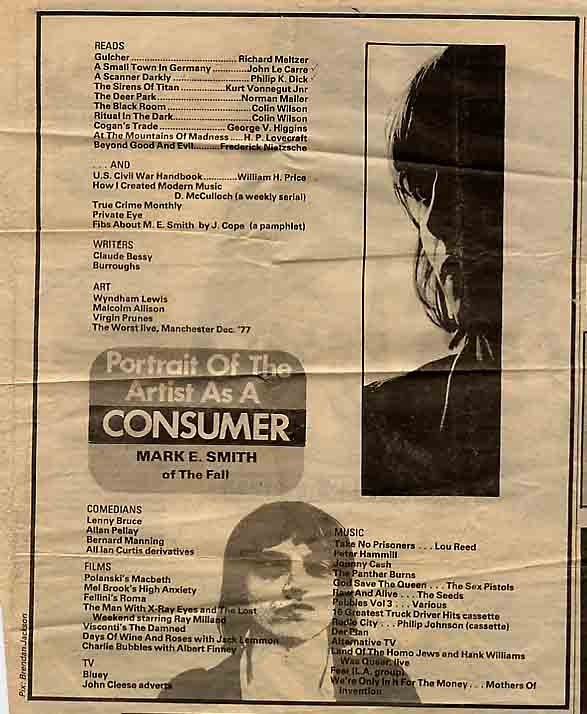 READS
Gulcher ........................................ Richard Meltzer
A Small Town In Germany ............ John Le Carre
A Scanner Darkly ........................... Philip K. Dick
The Sirens Of Titan ............... Kurt Vonnegut Jnr
The Deer Park ............................. Norman Mailer
The Black Room ............................... Colin Wilson
Ritual In The Dark ............................. Colin Wilson
Cogan's Trade .................... George V. Higgins
At The Mountains Of Madness .... H. P. Lovecraft
Beyond Good And Evil ........ Frederick Nietzsche
. . . AND
U.S. Civil War Handbook ............ William H. Price
How I Created Modern Music
D. McCulloch (a weekly serial)
True Crime Monthly
Private Eye
Fibs About M. E. Smith by J. Cope (a pamphlet)
WRITERS
Claude Bessy
Burroughs
ART
Wyndham Lewis
Malcolm Allison
Virgin Prunes
The Worst live, Manchester Dec. '77
Portrait Of The
Artist As A
CONSUMER
MARK E. SMITH
of The Fall
COMEDIANS
Lenny Bruce
Allan Pellay
Bernard Manning
All Ian Curtis derivatives
FILMS
Polanski's Macbeth
Mel Brook's High Anxiety
Fellini's Roma
The Man With X-Ray Eyes and The Lost
Weekend starring Ray Milland
Visconti's The Damned
Days Of Wine And Roses with Jack Lemmon
Charlie Bubbles with Albert Finney
TV
Bluey
John Cleese adverts
MUSIC
Take No Prisoners . . . Lou Reed
Peter Hammill
Johnny Cash
The Panther Burns
God Save The Queen . . . The Sex Pistols
Raw And Alive . . . The Seeds
Pebbles Vol 3 . . . Various
16 Greatest Truck Driver Hits cassette
Radio City . . . Philip Johnson (cassette)
Der Plan
Alternative TV
Land Of The Homo Jews and Hank Williams
Was Queer, live
Fear (L.A. group)
We're Only In It For The Money . . . Mothers Of
Invention
Pix: Brendan Jackson